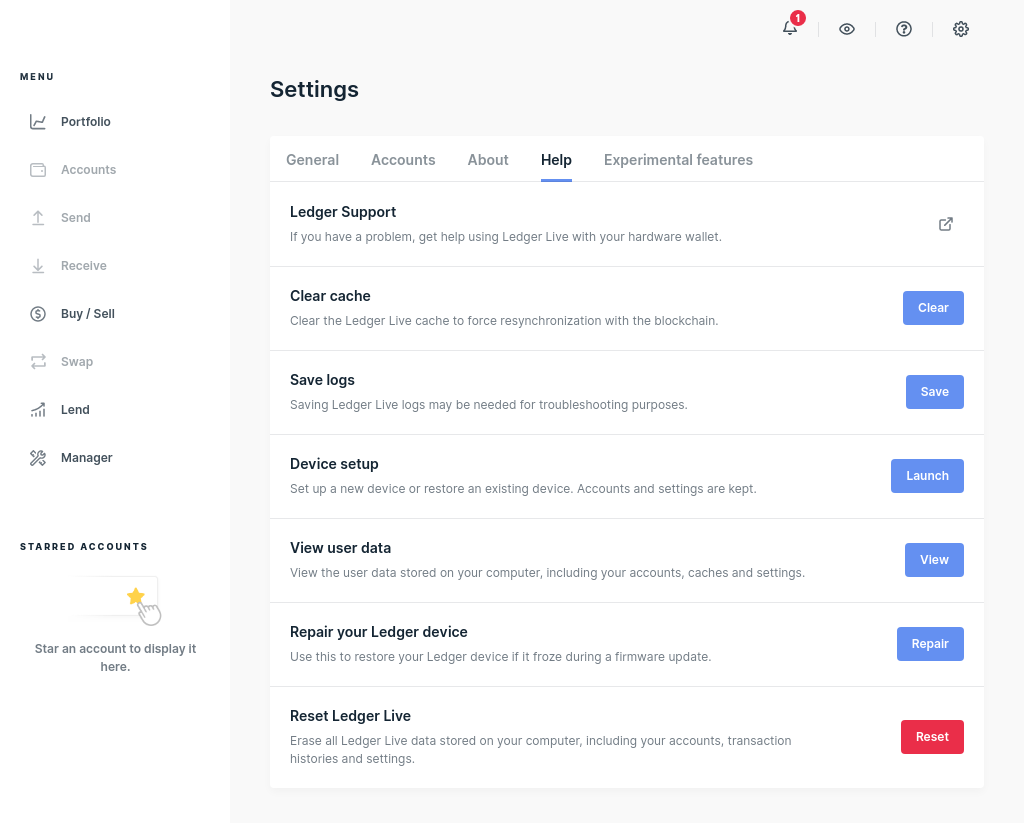 1
MENU
Portfolio
Accounts
Send
Receive
Buy / Sell
Swap
Lend
Manager
STARRED ACCOUNTS
Star an account to display it
here.
Settings
General Accounts About Help Experimental features
Ledger Support
If you have a problem, get help using Ledger Live with your hardware wallet.
Clear cache
Clear the Ledger Live cache to force resynchronization with the blockchain.
Clear
Save logs
Saving Ledger Live logs may be needed for troubleshooting purposes.
Save
Device setup
Set up a new device or restore an existing device. Accounts and settings are kept.
Launch
View user data
View the user data stored on your computer, including your accounts, caches and settings.
View
Repair your Ledger device
Use this to restore your Ledger device if it froze during a firmware update.
Repair
Reset Ledger Live
Erase all Ledger Live data stored on your computer, including your accounts, transaction
histories and settings.
Reset